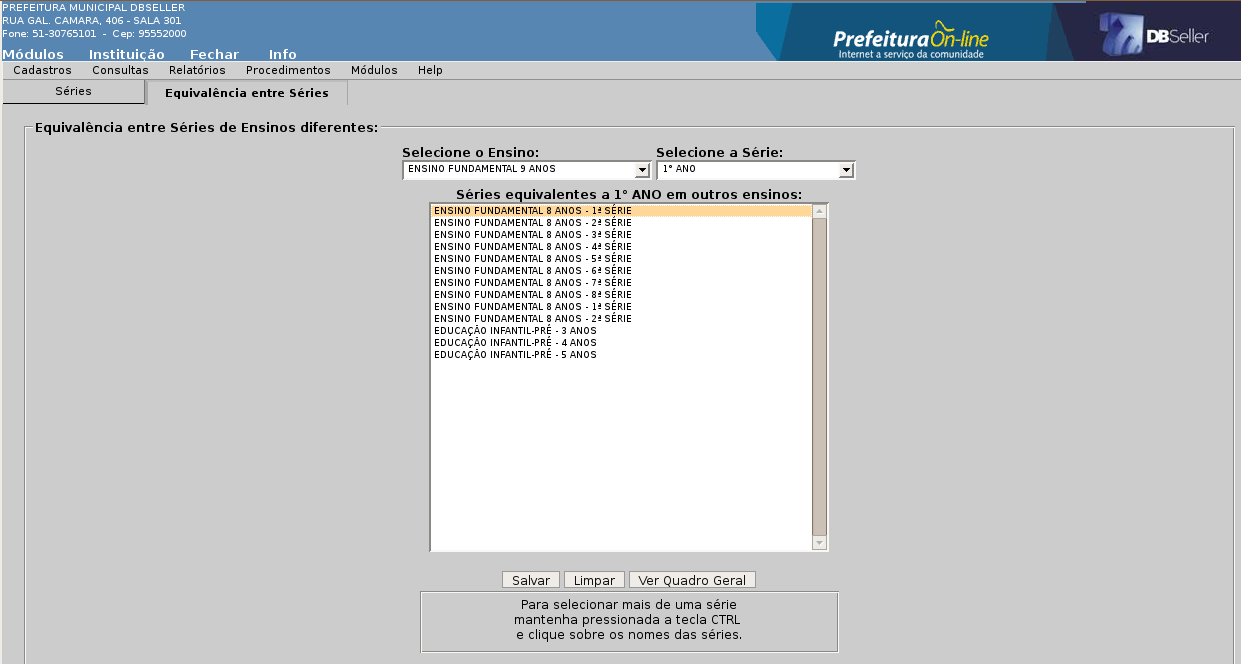 PREFEITURA MUNICIPAL DBSELLER
RUA GAL. CAMARA, 406 - SALA 301
Fone: 51-30765101 - Cep: 95552000
Prefeitura On-line
Internet a serviço da comunidade
DBSeller
Módulos Instituição Fechar Info
Cadastros Consultas Relatórios Procedimentos Módulos Help
Séries Equivalência entre Séries
Equivalência entre Séries de Ensinos diferentes:
Selecione o Ensino: Selecione a Série:
ENSINO FUNDAMENTAL 9 ANOS 1° ANO
Séries equivalentes a 1° ANO em outros ensinos:
ENSINO FUNDAMENTAL 8 ANOS - 1ª SÉRIE
ENSINO FUNDAMENTAL 8 ANOS - 2ª SÉRIE
ENSINO FUNDAMENTAL 8 ANOS - 3ª SÉRIE
ENSINO FUNDAMENTAL 8 ANOS - 4ª SÉRIE
ENSINO FUNDAMENTAL 8 ANOS - 5ª SÉRIE
ENSINO FUNDAMENTAL 8 ANOS - 6ª SÉRIE
ENSINO FUNDAMENTAL 8 ANOS - 7ª SÉRIE
ENSINO FUNDAMENTAL 8 ANOS - 8ª SÉRIE
ENSINO FUNDAMENTAL 8 ANOS - 1ª SÉRIE
ENSINO FUNDAMENTAL 8 ANOS - 2ª SÉRIE
EDUCAÇÃO INFANTIL-PRÉ - 3 ANOS
EDUCAÇÃO INFANTIL-PRÉ - 4 ANOS
EDUCAÇÃO INFANTIL-PRÉ - 5 ANOS
Salvar Limpar Ver Quadro Geral
Para selecionar mais de uma série
mantenha pressionada a tecla CTRL
e clique sobre os nomes das séries.